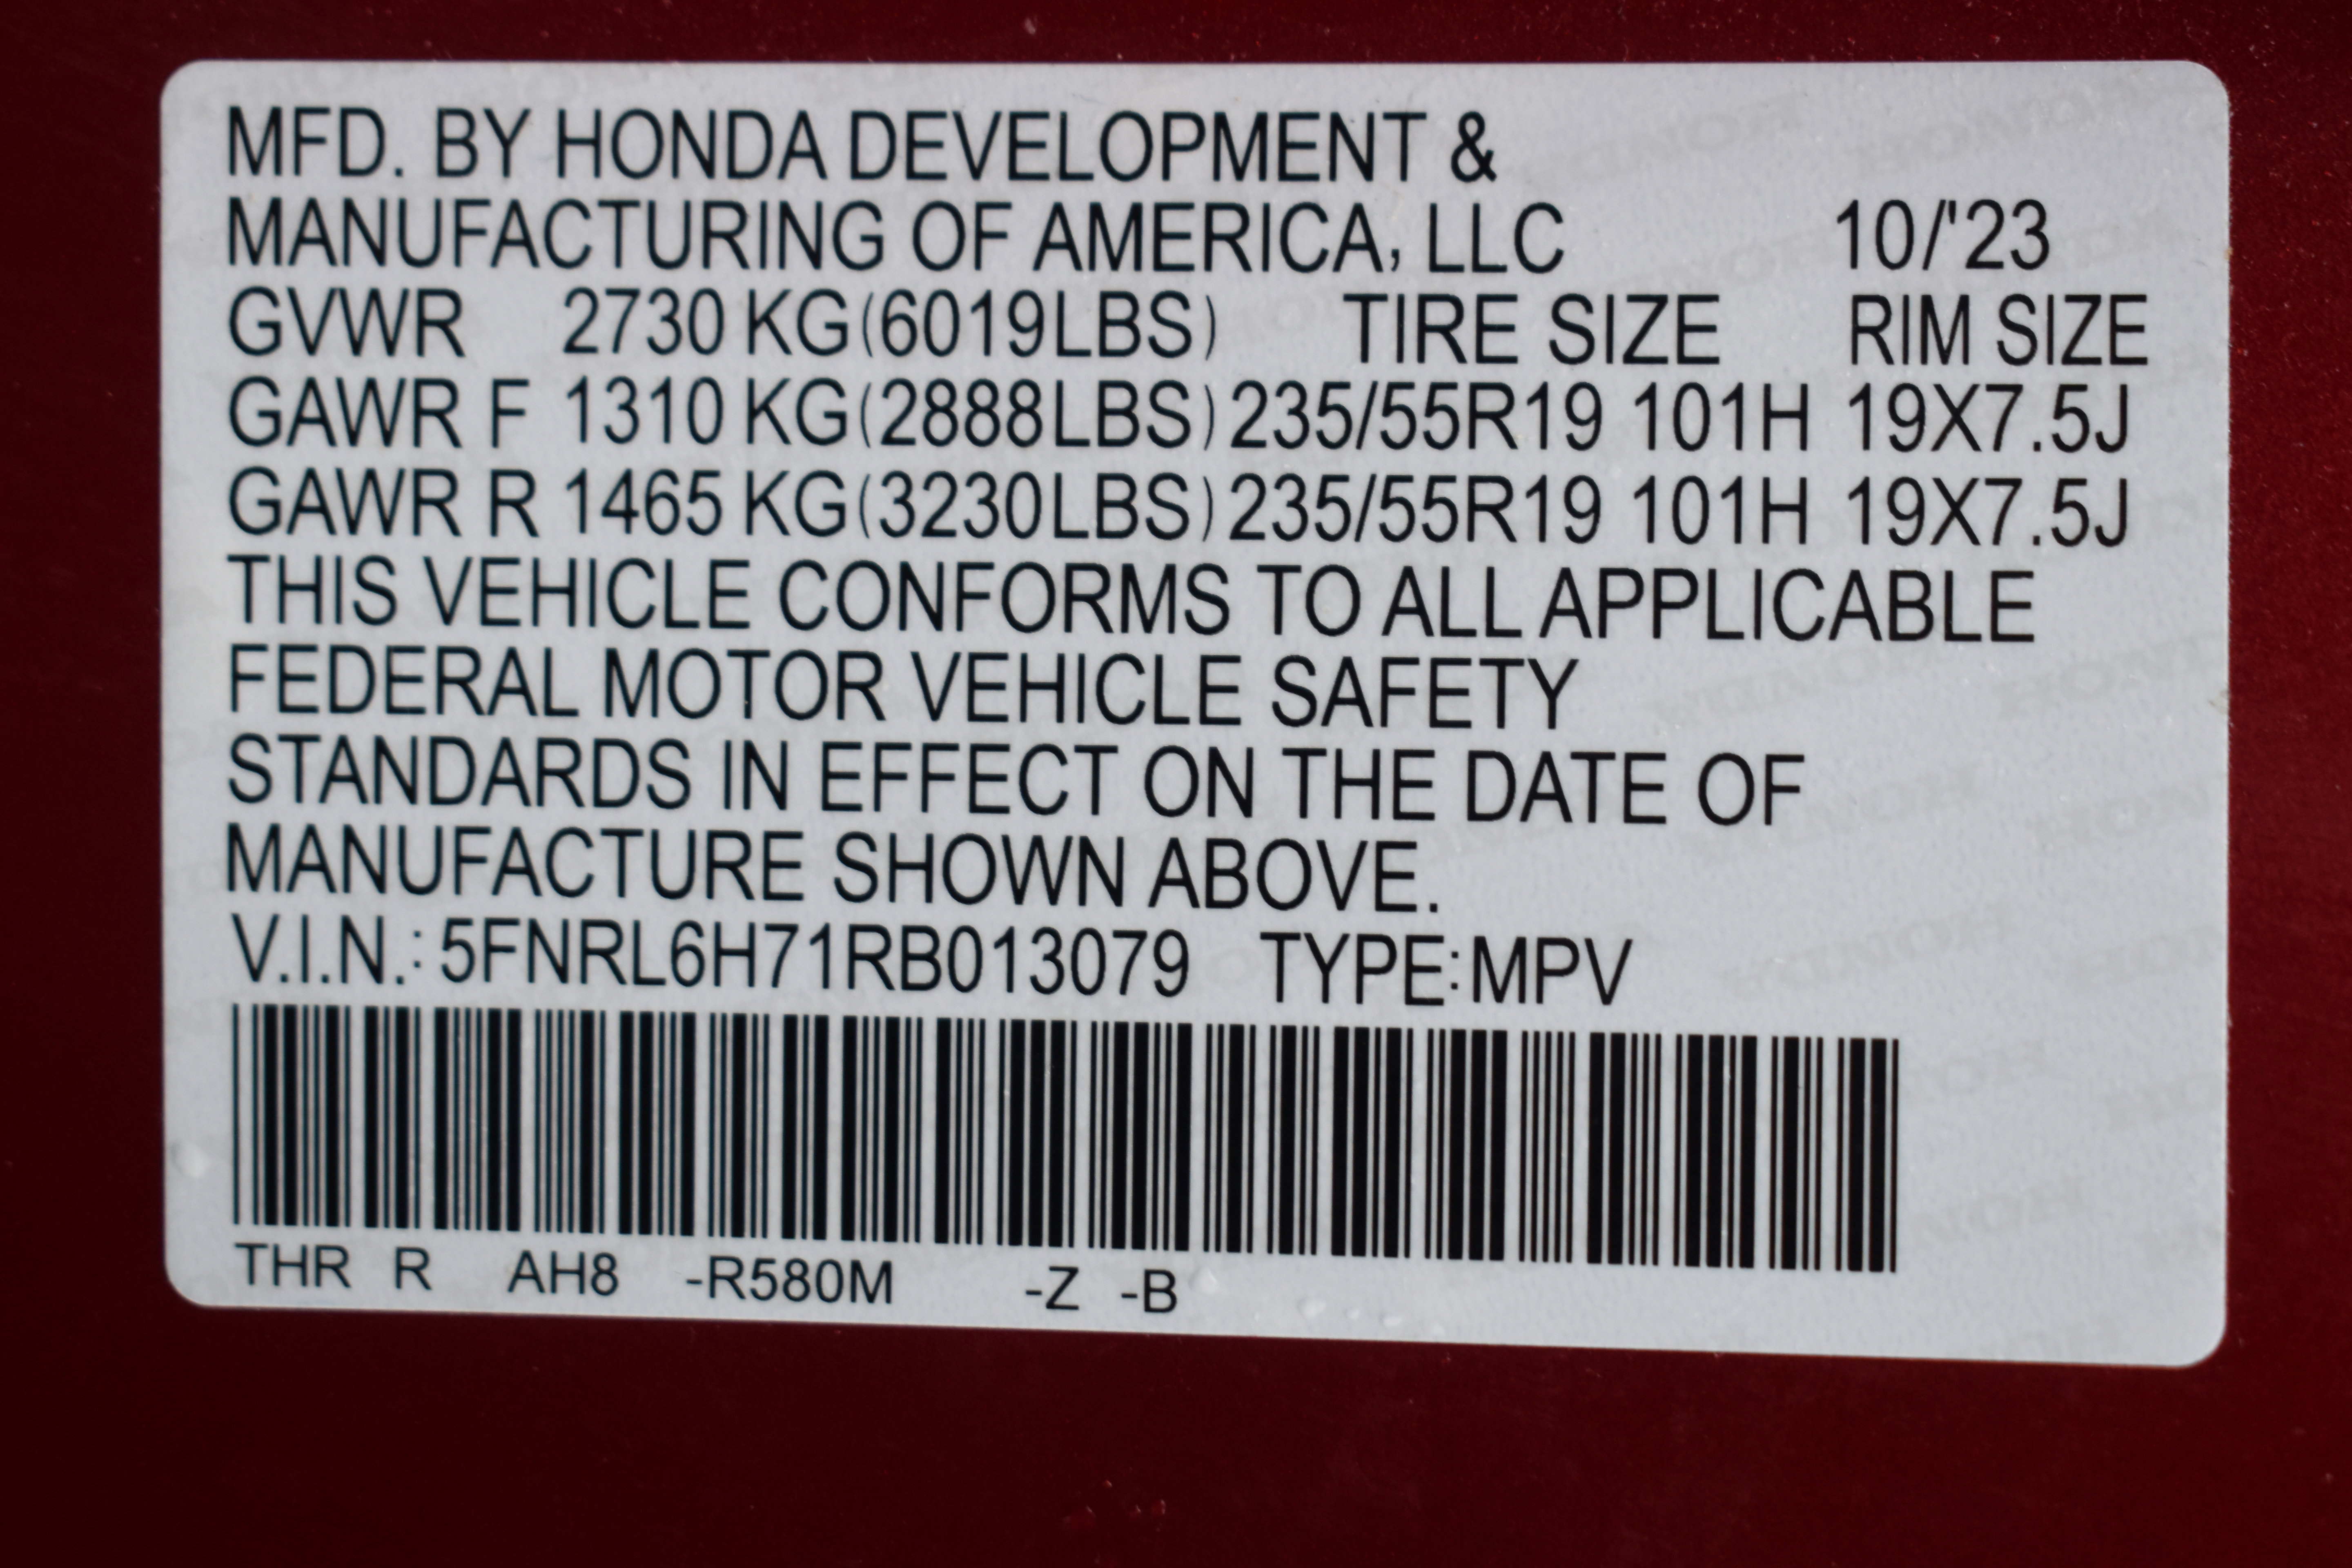 MFD. BY HONDA DEVELOPMENT &
MANUFACTURING OF AMERICA, LLC 10/'23
GVWR 2730 KG(6019LBS) TIRE SIZE RIM SIZE
GAWR F 1310 KG(2888LBS) 235/55R19 101H 19X7.5J
GAWR R 1465 KG(3230LBS) 235/55R19 101H 19X7.5J
THIS VEHICLE CONFORMS TO ALL APPLICABLE
FEDERAL MOTOR VEHICLE SAFETY
STANDARDS IN EFFECT ON THE DATE OF
MANUFACTURE SHOWN ABOVE.
V.I.N.: 5FNRL6H71RB013079 TYPE:MPV
THR R AH8 -R580M -Z -B